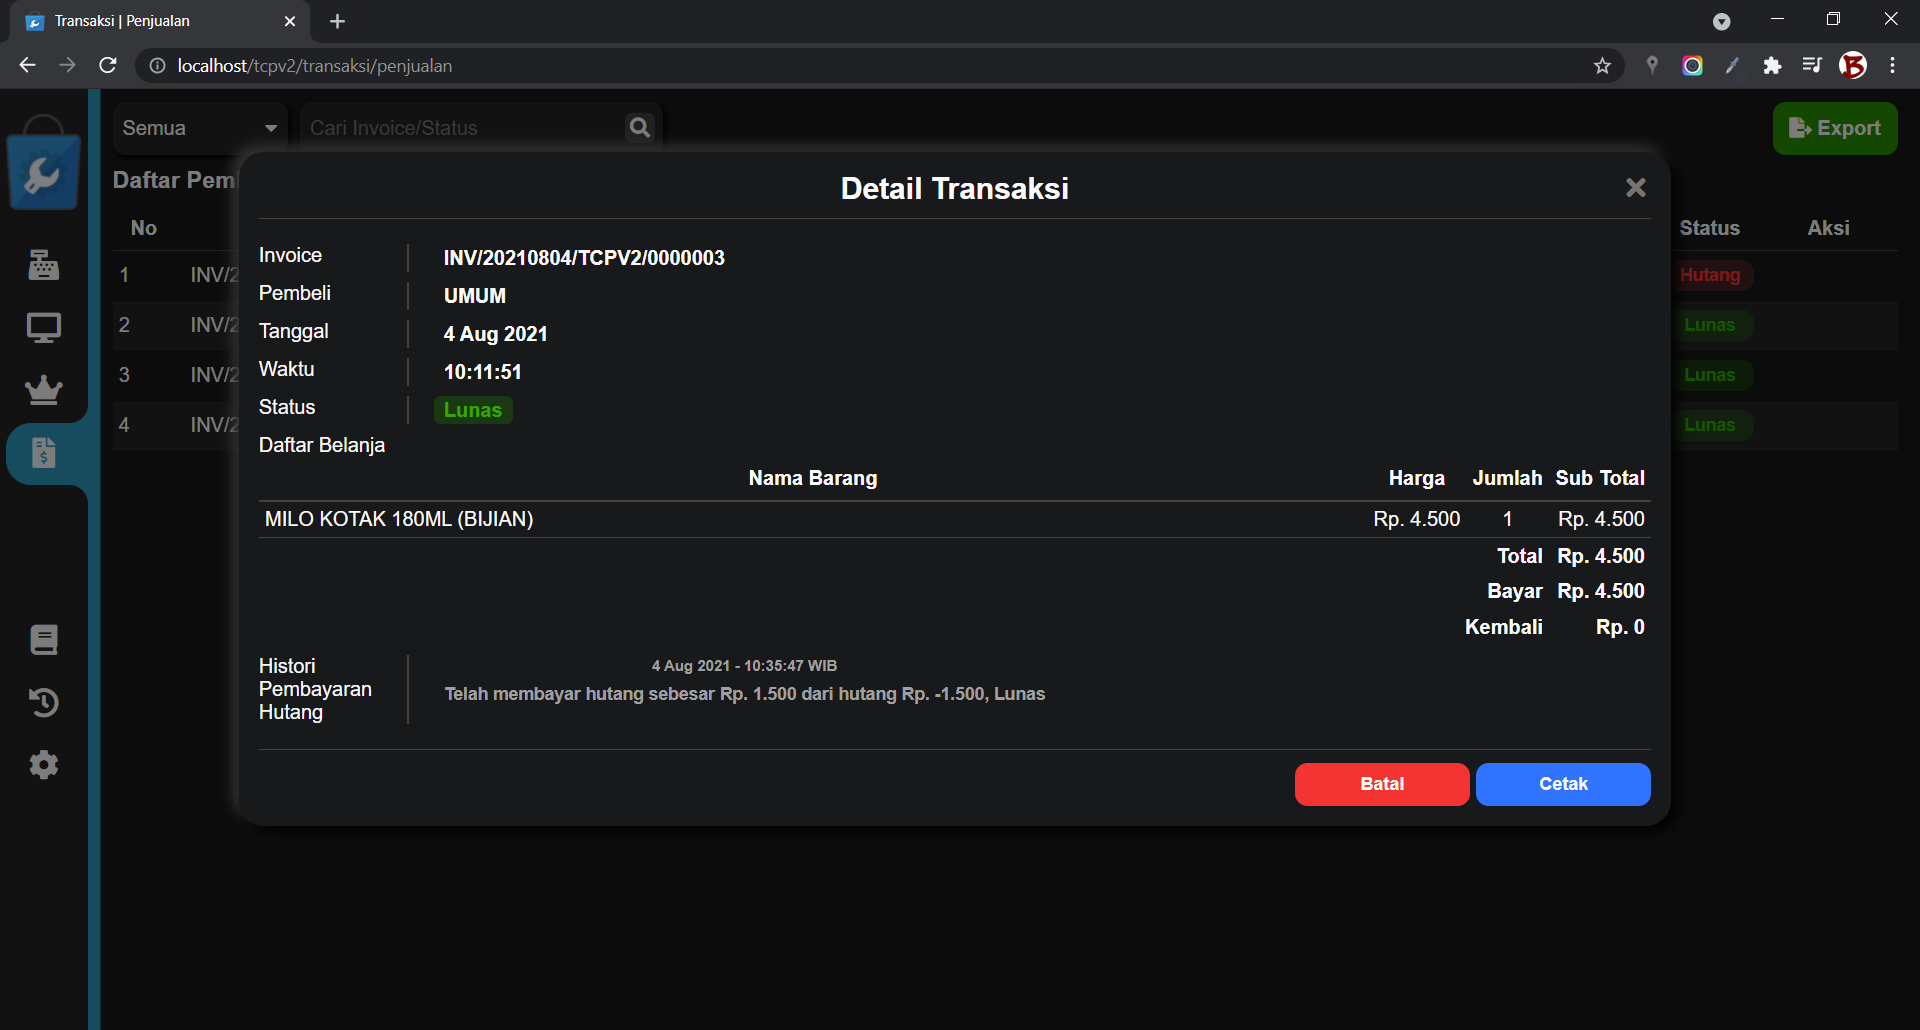 Transaksi | Penjualan
localhost/tcpv2/transaksi/penjualan
Semua
Cari Invoice/Status
Export
Daftar Pem
No
Status
Aksi
1
INV/2
Hutang
2
INV/2
Lunas
3
INV/2
Lunas
4
INV/2
Lunas
Detail Transaksi
Invoice
INV/20210804/TCPV2/0000003
Pembeli
UMUM
Tanggal
4 Aug 2021
Waktu
10:11:51
Status
Lunas
Daftar Belanja
Nama Barang Harga Jumlah Sub Total
MILO KOTAK 180ML (BIJIAN) Rp. 4.500 1 Rp. 4.500
Total Rp. 4.500
Bayar Rp. 4.500
Kembali Rp. 0
Histori
Pembayaran
Hutang
4 Aug 2021 - 10:35:47 WIB
Telah membayar hutang sebesar Rp. 1.500 dari hutang Rp. -1.500, Lunas
Batal
Cetak